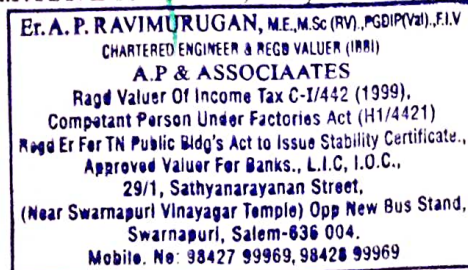 Er. A. P. RAVIMURUGAN, M.E.,M.Sc (RV).,PGDIP(Val).,F.I.V
CHARTERED ENGINEER & REGD VALUER (IBBI)
A.P & ASSOCIAATES
Ragd Valuer Of Income Tax C-I/442 (1999),
Competant Person Under Factories Act (H1/4421)
Regd Er For TN Public Bldg's Act to Issue Stability Certificate.,
Approved Valuer For Banks., L.I.C, I.O.C.,
29/1, Sathyanarayanan Street,
(Near Swarnapuri Vinayagar Temple) Opp New Bus Stand,
Swarnapuri, Salem-636 004.
Mobile. No: 98427 99969, 98428 99969